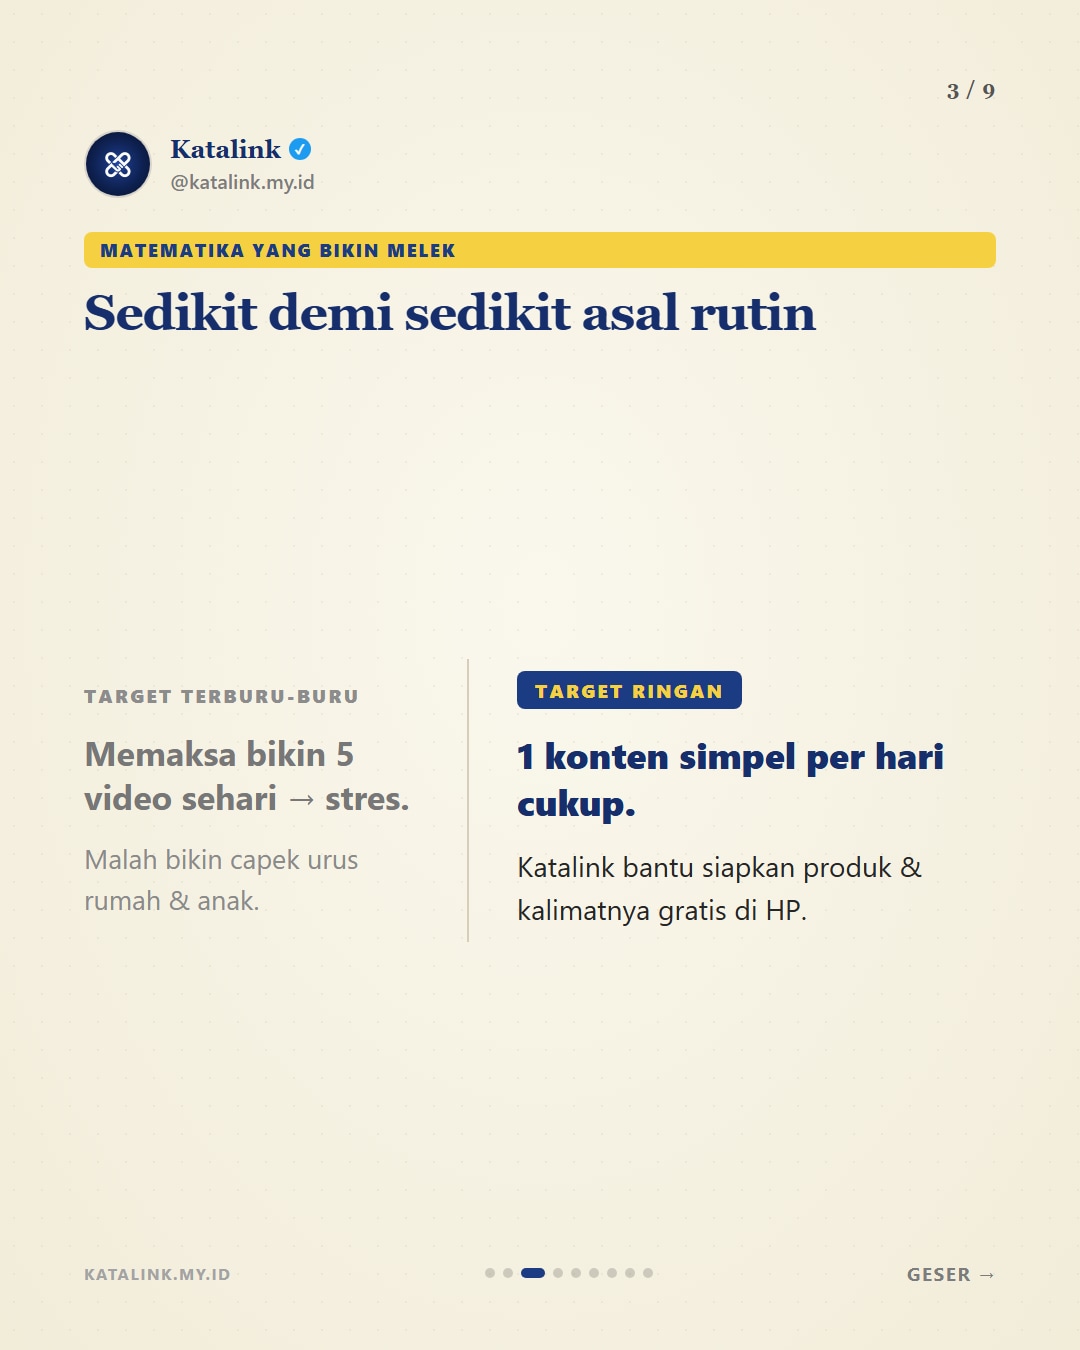 3 / 9
Katalink
@katalink.my.id
MATEMATIKA YANG BIKIN MELEK
Sedikit demi sedikit asal rutin
TARGET TERBURU-BURU
Memaksa bikin 5
video sehari → stres.
Malah bikin capek urus
rumah & anak.
TARGET RINGAN
1 konten simpel per hari
cukup.
Katalink bantu siapkan produk &
kalimatnya gratis di HP.
KATALINK.MY.ID
GESER →